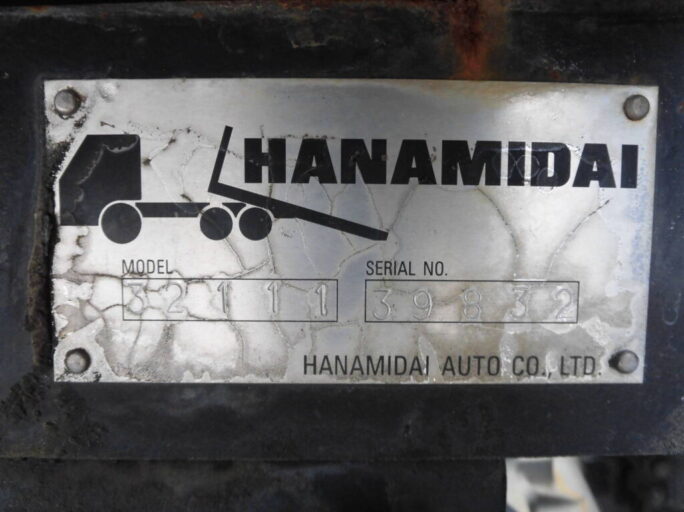 HANAMIDAI
MODEL SERIAL NO.
32111 39832
HANAMIDAI AUTO CO., LTD.